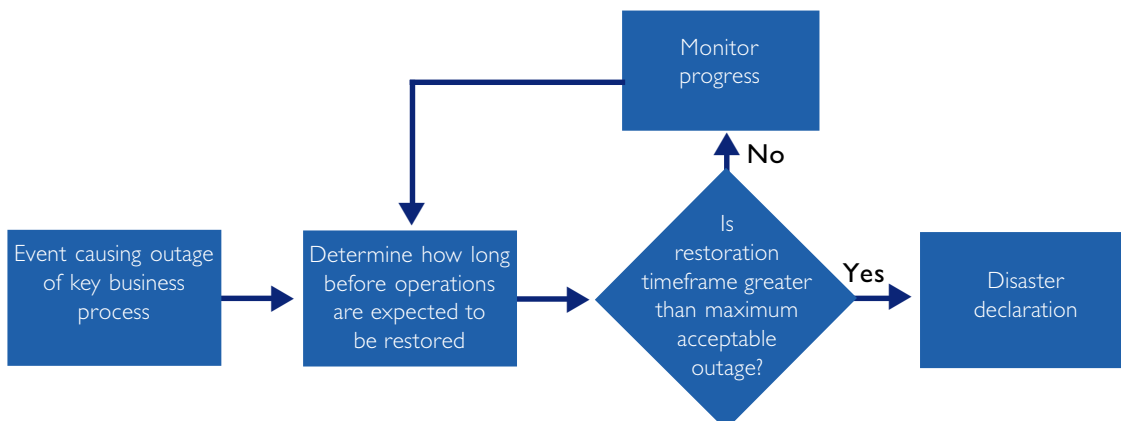 Monitor
progress
No
Event causing outage
of key business
process
Determine how long
before operations
are expected to
be restored
Is
restoration
timeframe greater
than maximum
acceptable
outage?
Yes
Disaster
declaration